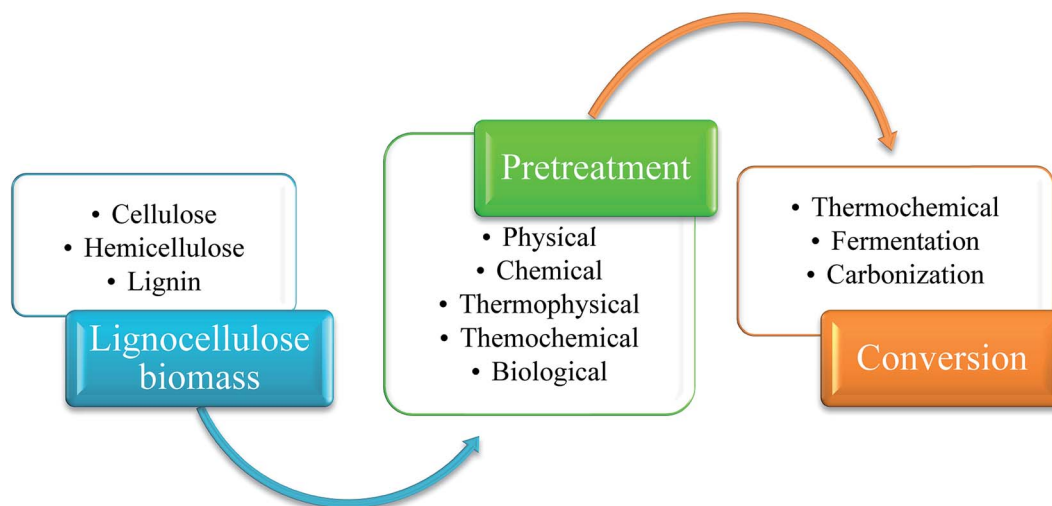 • Cellulose
• Hemicellulose
• Lignin
Lignocellulose
biomass
Pretreatment
• Physical
• Chemical
• Thermophysical
• Themochemical
• Biological
• Thermochemical
• Fermentation
• Carbonization
Conversion